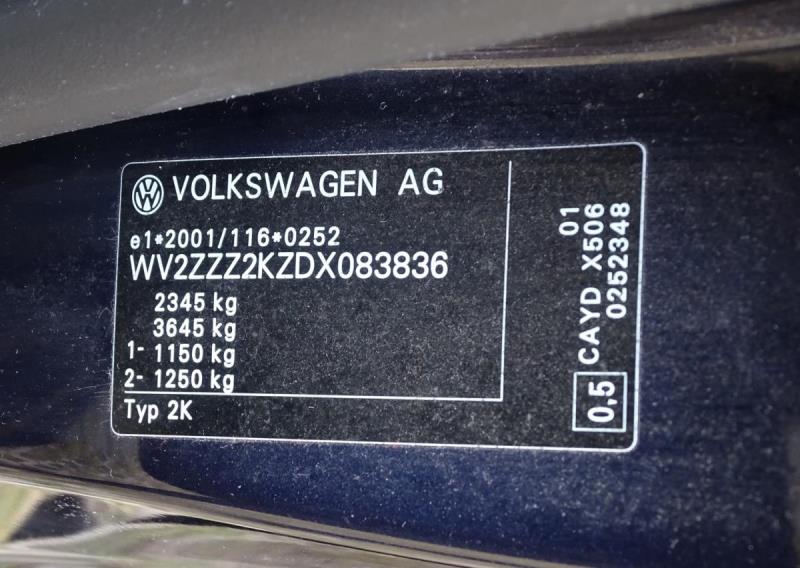 VOLKSWAGEN AG
e1*2001/116*0252
WV2ZZZ2KZDX083836
2345 kg
3645 kg
1- 1150 kg
2- 1250 kg
Typ 2K
01
0,5 CAYD X506
0252348